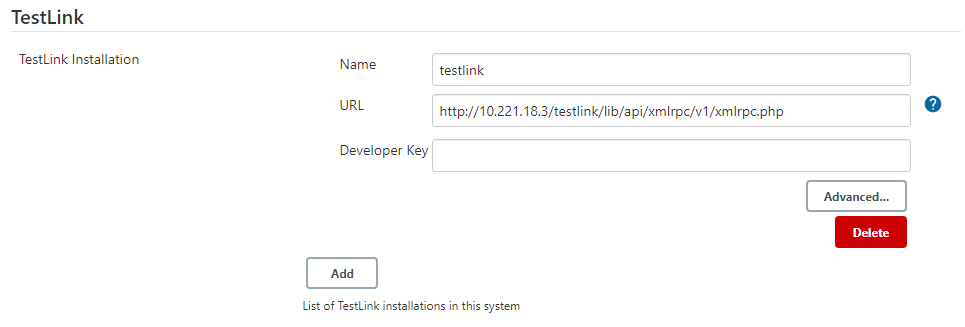 TestLink
TestLink Installation
Name
testlink
URL
http://10.221.18.3/testlink/lib/api/xmlrpc/v1/xmlrpc.php
?
Developer Key
Advanced...
Delete
Add
List of TestLink installations in this system